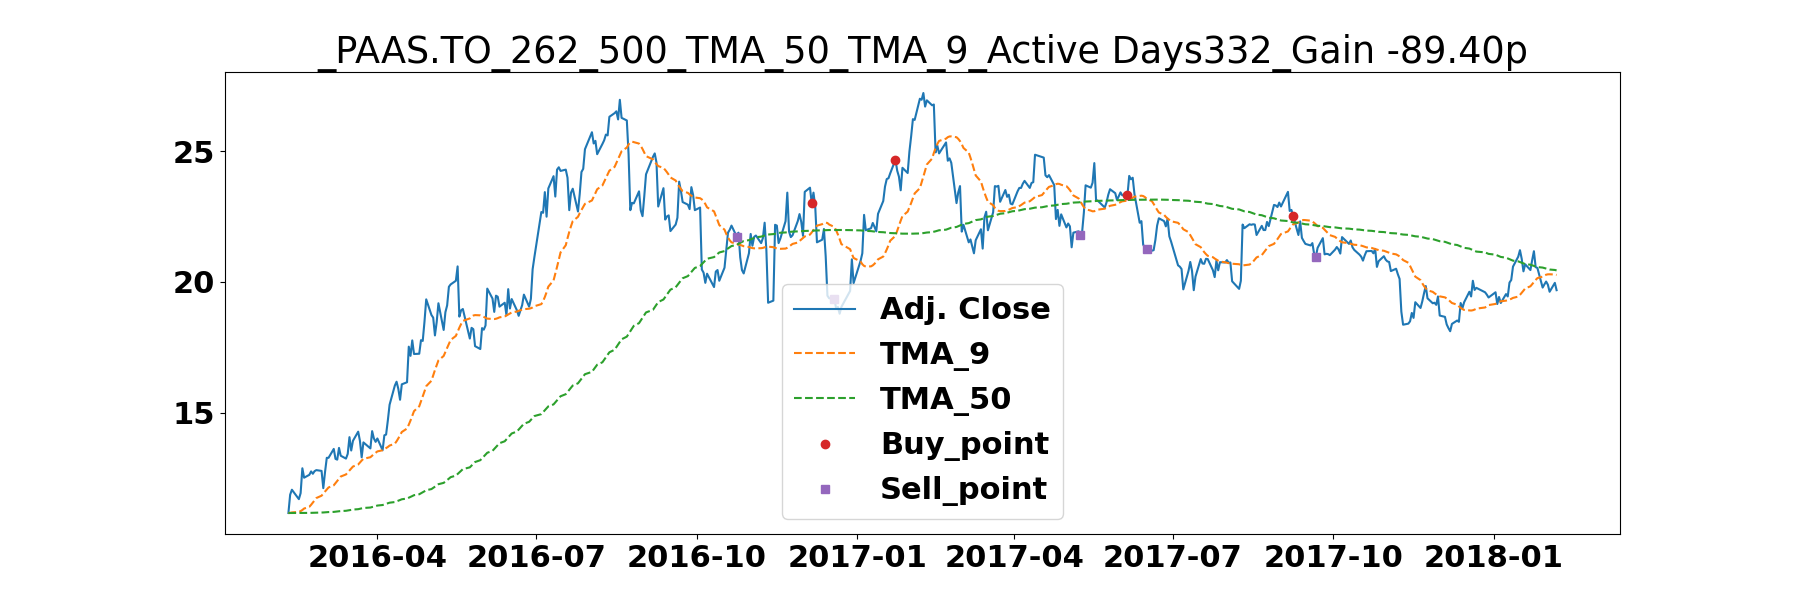 _PAAS.TO_262_500_TMA_50_TMA_9_Active Days332_Gain -89.40p
25
20
15
Adj. Close
TMA_9
TMA_50
Buy_point
Sell_point
2016-04 2016-07 2016-10 2017-01 2017-04 2017-07 2017-10 2018-01